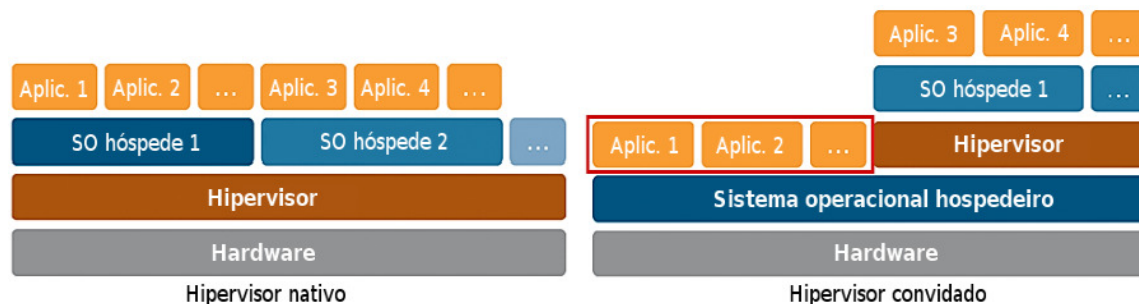 Aplic. 3 Aplic. 4 ...
Aplic. 1 Aplic. 2 ... Aplic. 3 Aplic. 4 ...
SO hóspede 1 ...
SO hóspede 1 SO hóspede 2 ...
Aplic. 1 Aplic. 2 ... Hipervisor
Hipervisor
Sistema operacional hospedeiro
Hardware
Hardware
Hipervisor nativo
Hipervisor convidado